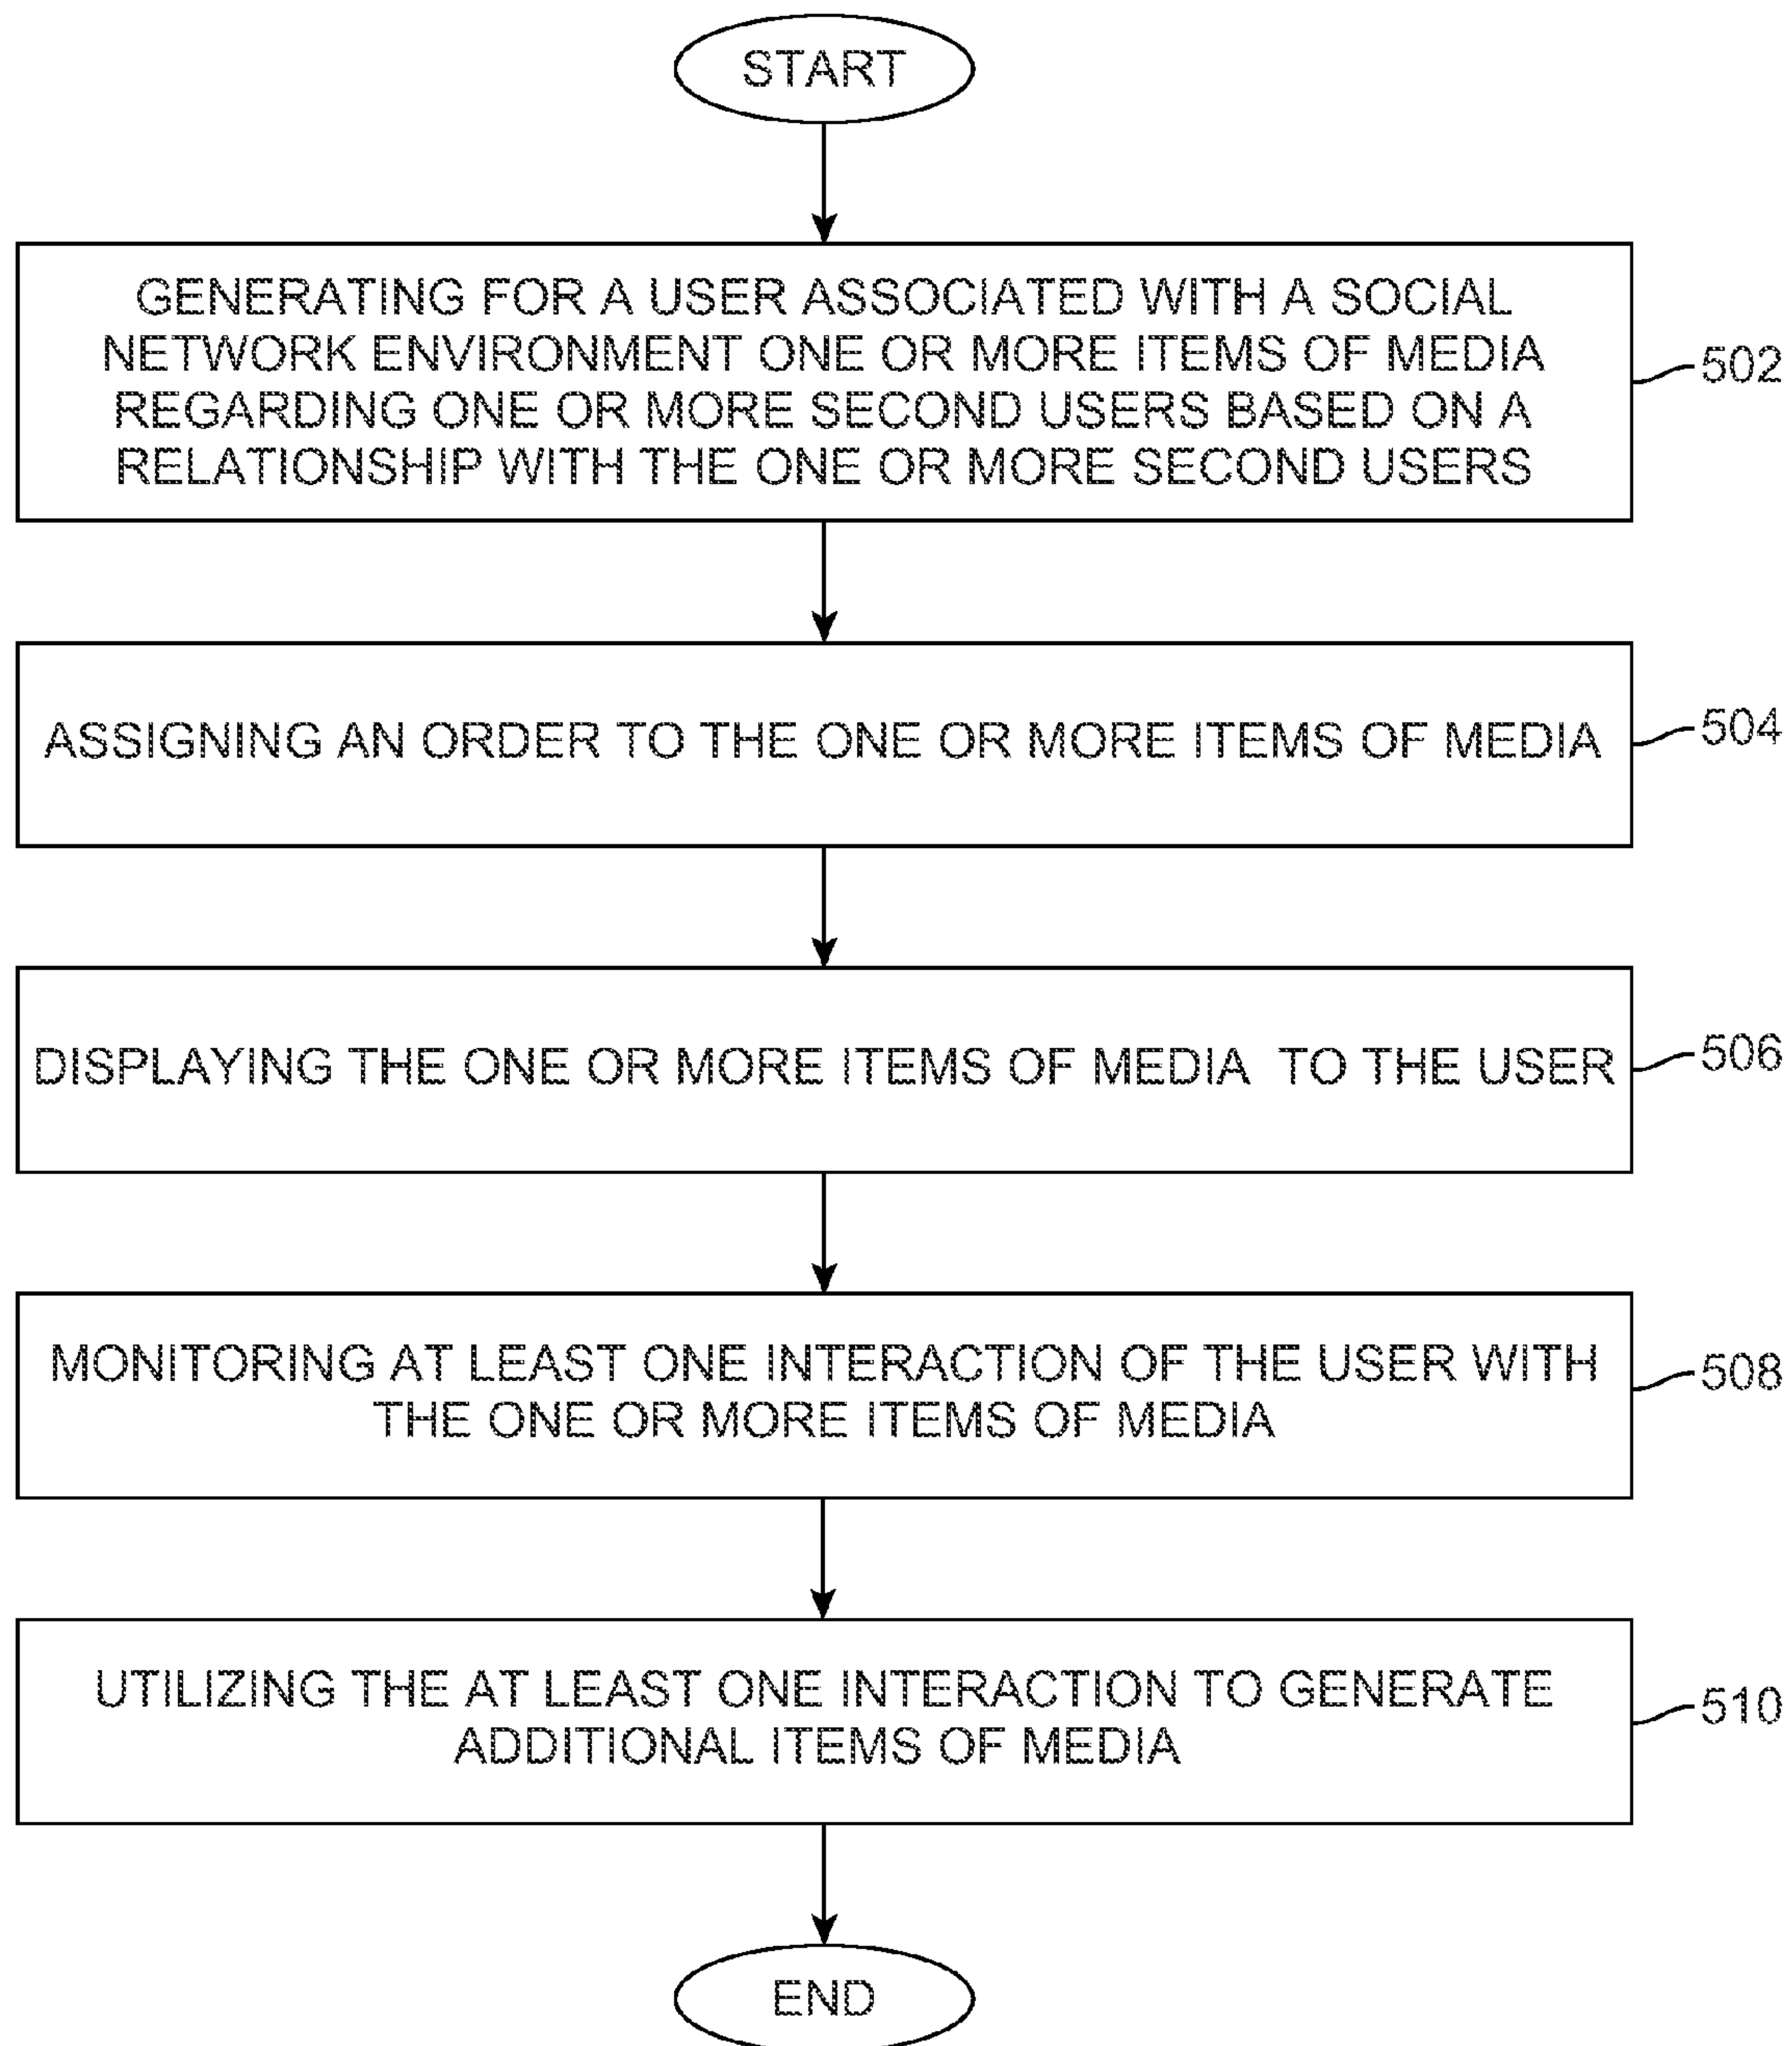 START
GENERATING FOR A USER ASSOCIATED WITH A SOCIAL
NETWORK ENVIRONMENT ONE OR MORE ITEMS OF MEDIA
REGARDING ONE OR MORE SECOND USERS BASED ON A
RELATIONSHIP WITH THE ONE OR MORE SECOND USERS
502
ASSIGNING AN ORDER TO THE ONE OR MORE ITEMS OF MEDIA
504
DISPLAYING THE ONE OR MORE ITEMS OF MEDIA TO THE USER
506
MONITORING AT LEAST ONE INTERACTION OF THE USER WITH
THE ONE OR MORE ITEMS OF MEDIA
508
UTILIZING THE AT LEAST ONE INTERACTION TO GENERATE
ADDITIONAL ITEMS OF MEDIA
510
END